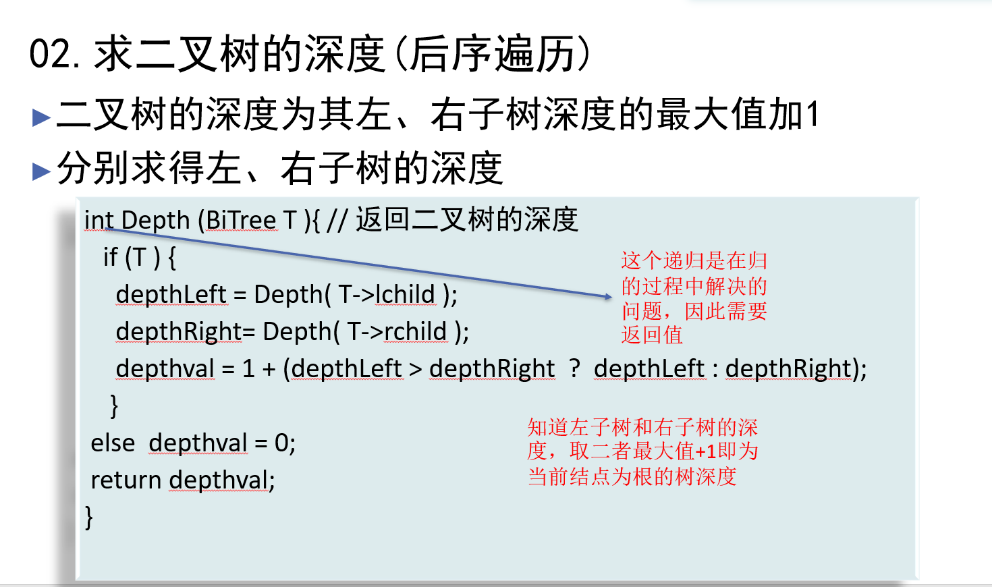 02.求二叉树的深度(后序遍历)
▶二叉树的深度为其左、右子树深度的最大值加1
▶分别求得左、右子树的深度
int Depth (BiTree T ){ // 返回二叉树的深度
if (T ) {
depthLeft = Depth( T->lchild );
depthRight= Depth( T->rchild );
depthval = 1 + (depthLeft > depthRight ? depthLeft : depthRight);
}
else depthval = 0;
return depthval;
}
这个递归是在归
的过程中解决的
问题，因此需要
返回值
知道左子树和右子树的深
度，取二者最大值+1即为
当前结点为根的树深度